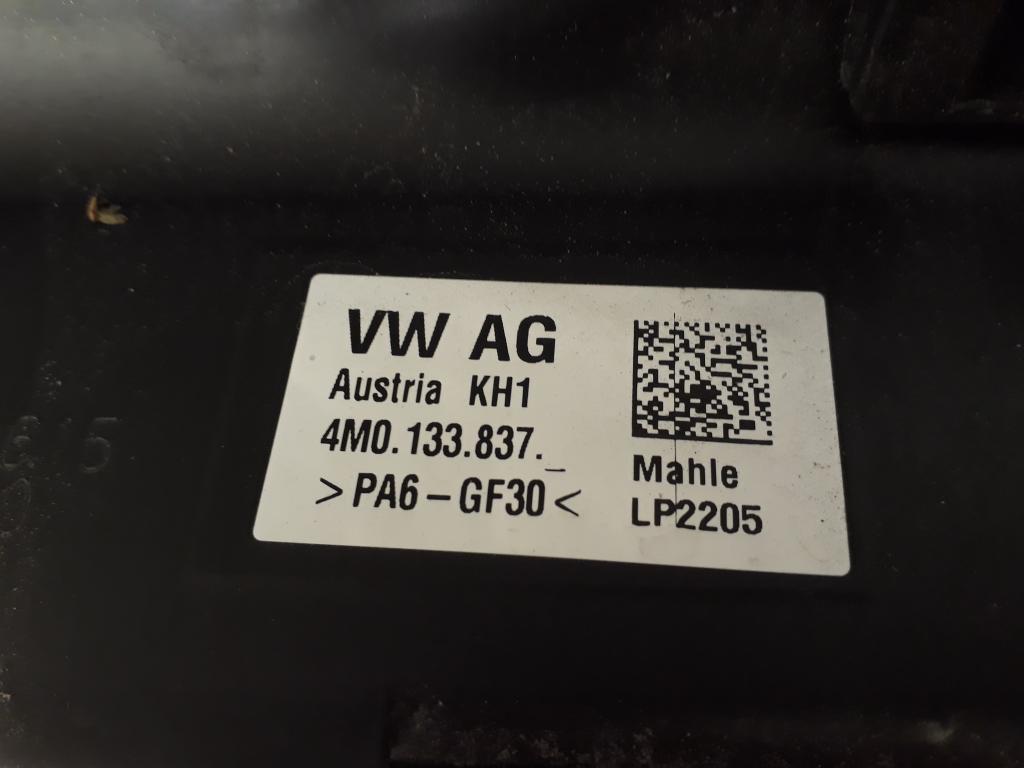 VW AG
Austria KH1
4M0.133.837._
>PA6-GF30<
Mahle
LP2205